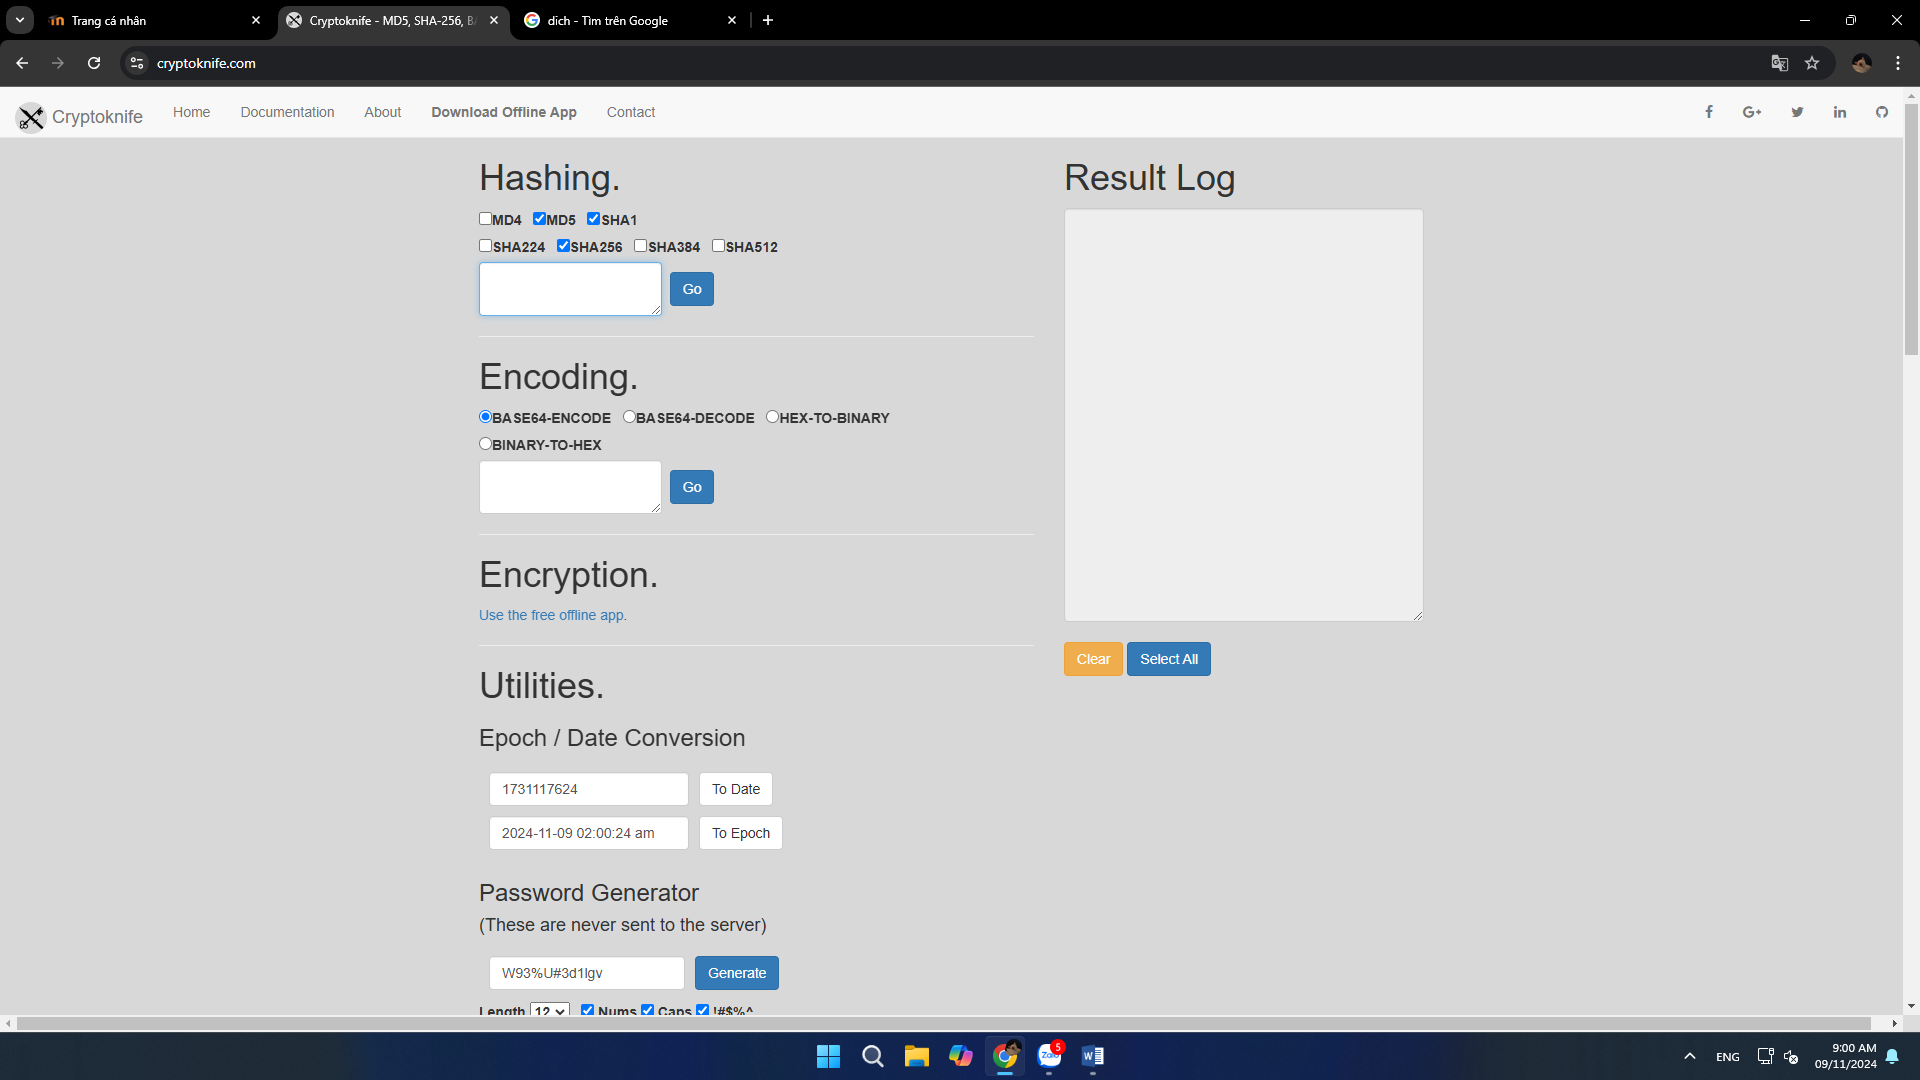 Trang cá nhân
Cryptoknife - MD5, SHA-256, BA
dich - Tìm trên Google
cryptoknife.com
Cryptoknife
Home
Documentation
About
Download Offline App
Contact
Hashing.
MD4 MD5 SHA1
SHA224 SHA256 SHA384 SHA512
Go
Encoding.
BASE64-ENCODE BASE64-DECODE HEX-TO-BINARY
BINARY-TO-HEX
Go
Encryption.
Use the free offline app.
Utilities.
Epoch / Date Conversion
1731117624
To Date
2024-11-09 02:00:24 am
To Epoch
Password Generator
(These are never sent to the server)
Generate
Length 12 Nums Caps !#$%^
Result Log
Clear
Select All
Zalo
5
ENG
9:00 AM
09/11/2024